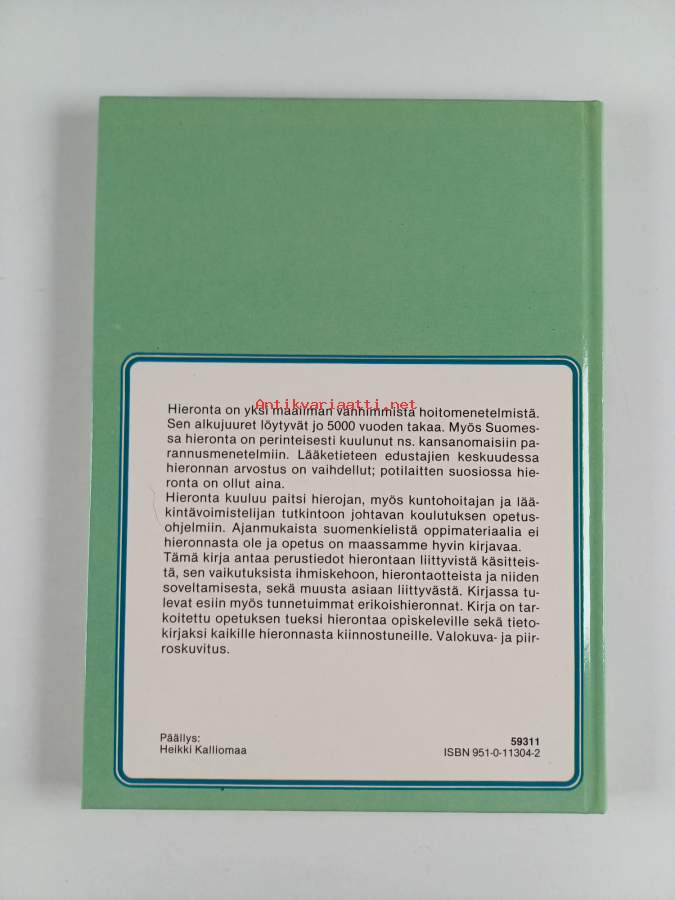 Antikvariaatti.net
Hieronta on yksi maailman vanhimmista hoitomenetelmistä.
Sen alkujuuret löytyvät jo 5000 vuoden takaa. Myös Suomes-
sa hieronta on perinteisesti kuulunut ns. kansanomaisiin pa-
rannusmenetelmiin. Lääketieteen edustajien keskuudessa
hieronnan arvostus on vaihdellut; potilaitten suosiossa hie-
ronta on ollut aina.
Hieronta kuuluu paitsi hierojan, myös kuntohoitajan ja lää-
kintävoimistelijan tutkintoon johtavan koulutuksen opetus-
ohjelmiin. Ajanmukaista suomenkielistä oppimateriaalia ei
hieronnasta ole ja opetus on maassamme hyvin kirjavaa.
Tämä kirja antaa perustiedot hierontaan liittyvistä käsitteis-
tä, sen vaikutuksista ihmiskehoon, hierontaotteista ja niiden
soveltamisesta, sekä muusta asiaan liittyvästä. Kirjassa tu-
levat esiin myös tunnetuimmat erikoishieronnat. Kirja on tar-
koitettu opetuksen tueksi hierontaa opiskeleville sekä tieto-
kirjaksi kaikille hieronnasta kiinnostuneille. Valokuva- ja piir-
roskuvitus.
Päällys:
Heikki Kalliomaa
59311
ISBN 951-0-11304-2